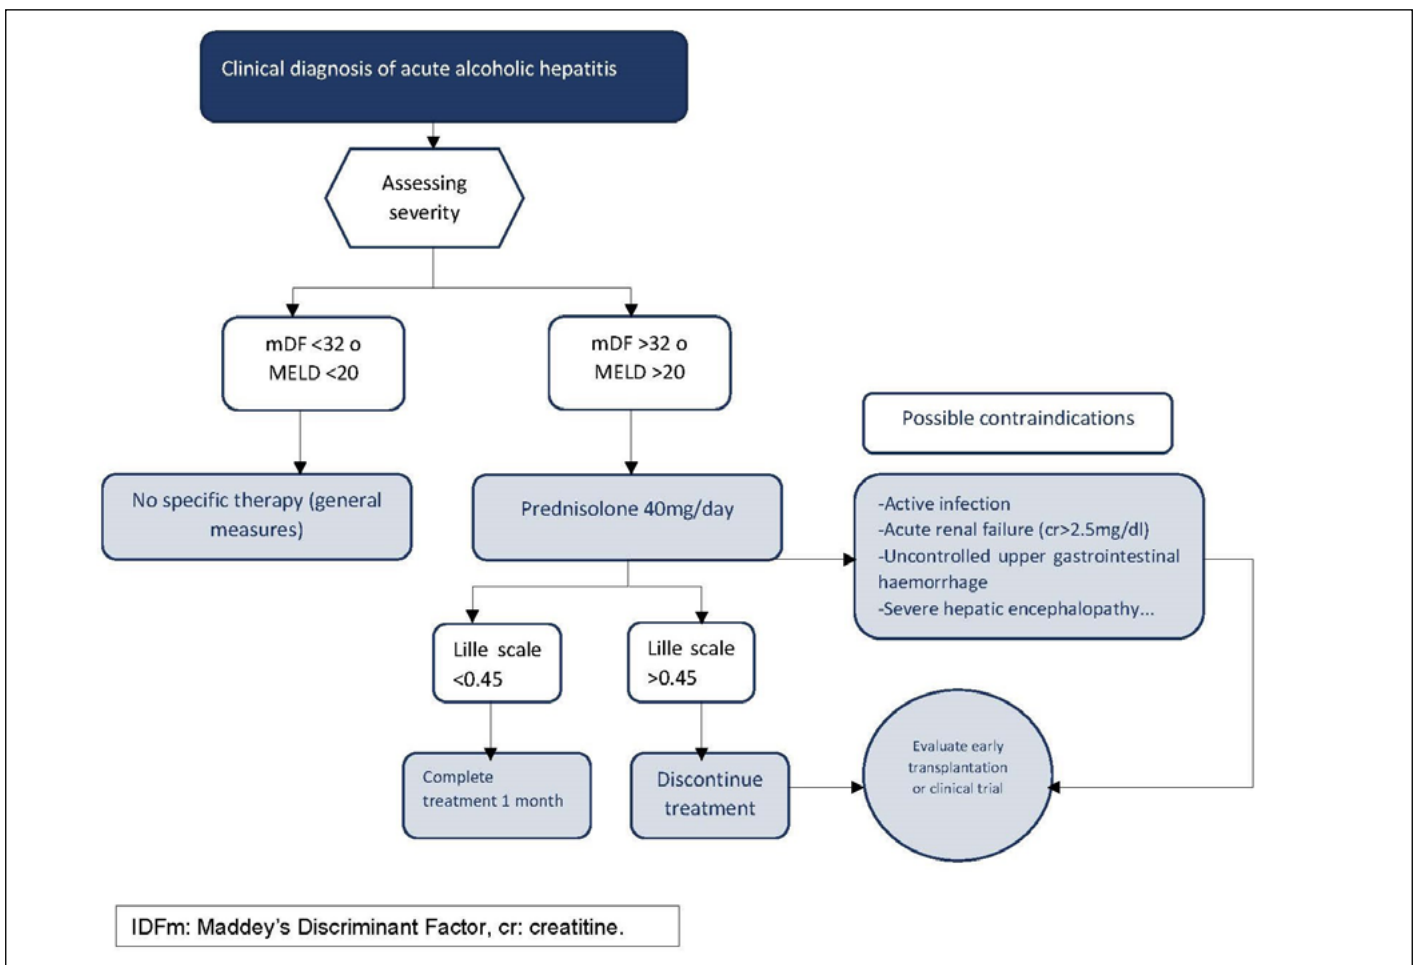 Clinical diagnosis of acute alcoholic hepatitis
Assessing
severity
mDF <32 o
MELD <20
mDF >32 o
MELD >20
Possible contraindications
No specific therapy (general
measures)
Prednisolone 40mg/day
-Active infection
-Acute renal failure (cr>2.5mg/dl)
-Uncontrolled upper gastrointestinal
haemorrhage
-Severe hepatic encephalopathy...
Lille scale
<0.45
Lille scale
>0.45
Complete
treatment 1 month
Discontinue
treatment
Evaluate early
transplantation
or clinical trial
IDFm: Maddey's Discriminant Factor, cr: creatitine.